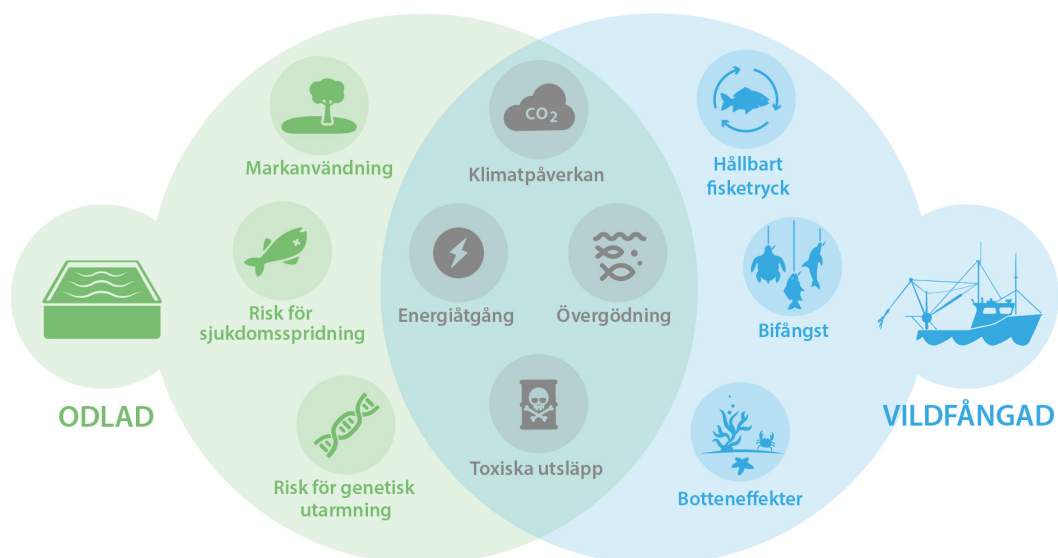 ODLAD
Markanvändning
Risk för
sjukdomsspridning
Risk för genetisk
utarmning
CO2
Klimatpåverkan
Energiåtgång
Övergödning
Toxiska utsläpp
Hållbart
fisketryck
Bifångst
Botteneffekter
VILDFÅNGAD